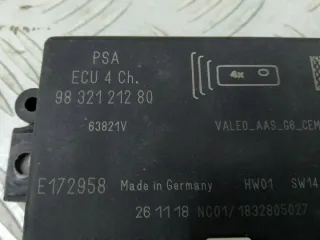 PSA
ECU 4 Ch.
98 321 212 80
4x
63821V
VALEO_AAS_G6_CEM
E172958 Made in Germany HW01 SW14
26 11 18 NC01/1832805027